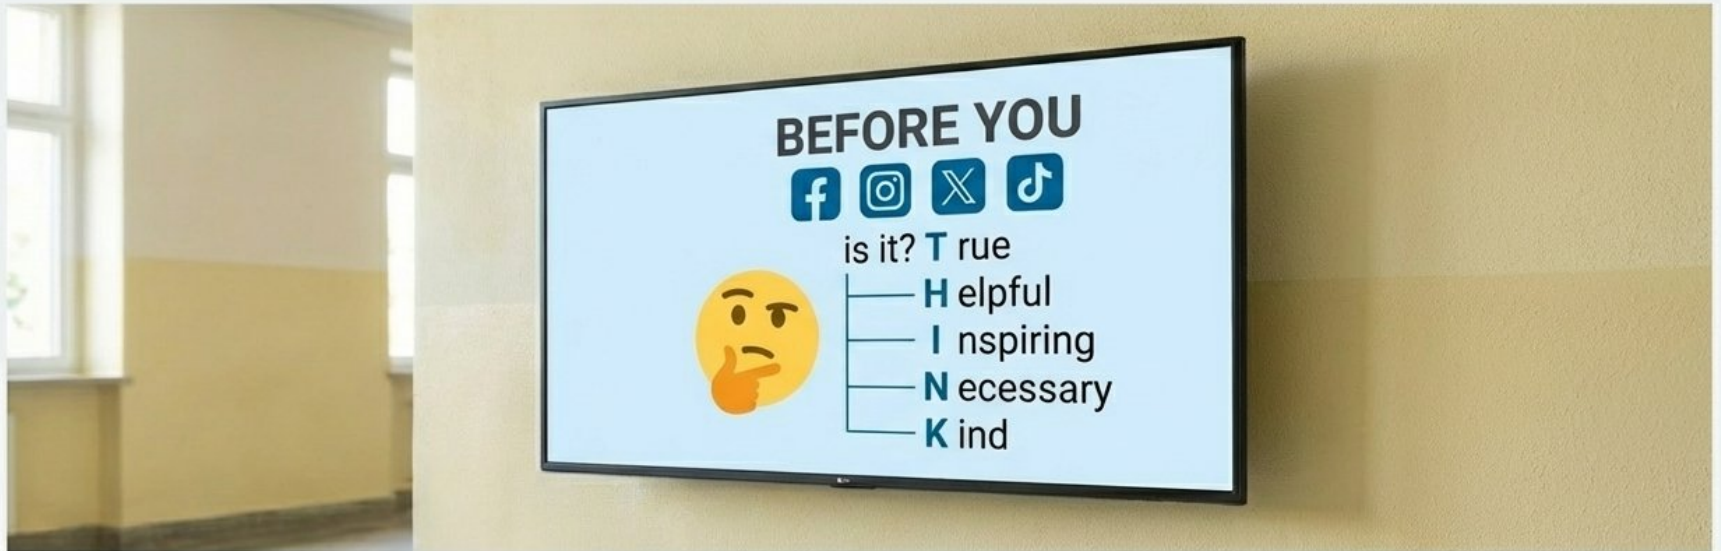 BEFORE YOU
is it? True
Helpful
Inspiring
Necessary
Kind